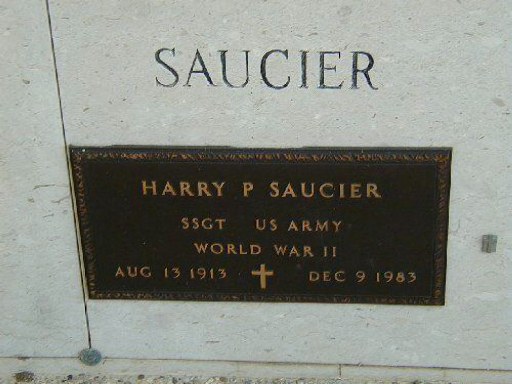 SAUCIER
HARRY P SAUCIER
SSGT US ARMY
WORLD WAR II
AUG 13 1913 DEC 9 1983